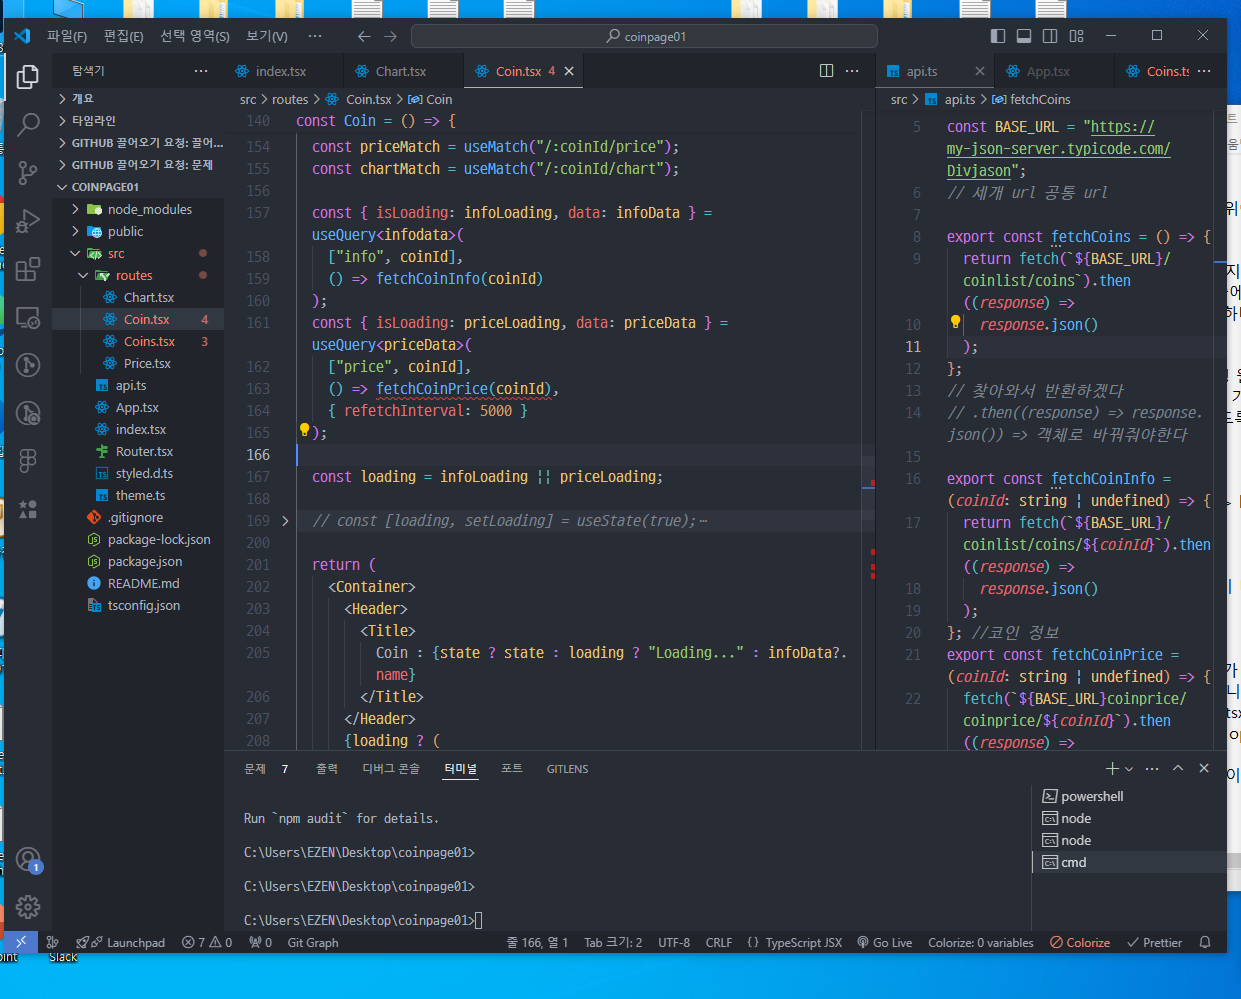 파일(F) 편집(E) 선택 영역(S) 보기(V) ··· coinpage01
탐색기
index.tsx Chart.tsx Coin.tsx 4
api.ts App.tsx Coins.ts
개요
타임라인
GITHUB 끌어오기 요청: 끌어...
GITHUB 끌어오기 요청: 문제
COINPAGE01
node_modules
public
src
routes
Chart.tsx
Coin.tsx 4
Coins.tsx 3
Price.tsx
api.ts
App.tsx
index.tsx
Router.tsx
styled.d.ts
theme.ts
.gitignore
package-lock.json
package.json
README.md
tsconfig.json
src > routes > Coin.tsx > Coin
140 const Coin = () => {
154 const priceMatch = useMatch("/:coinId/price");
155 const chartMatch = useMatch("/:coinId/chart");
156
157 const { isLoading: infoLoading, data: infoData } =
useQuery<infodata>(
158 ["info", coinId],
159 () => fetchCoinInfo(coinId)
160 );
161 const { isLoading: priceLoading, data: priceData } =
useQuery<priceData>(
162 ["price", coinId],
163 () => fetchCoinPrice(coinId),
164 { refetchInterval: 5000 }
165 );
166
167 const loading = infoLoading || priceLoading;
168
169 // const [loading, setLoading] = useState(true);⋯
200
201 return (
202 <Container>
203 <Header>
204 <Title>
205 Coin : {state ? state : loading ? "Loading..." : infoData?.
name}
206 </Title>
207 </Header>
208 {loading ? (
src > api.ts > fetchCoins
5 const BASE_URL = "https://
my-json-server.typicode.com/
Divjason";
6 // 세개 url 공통 url
7
8 export const fetchCoins = () => {
9 return fetch(`${BASE_URL}/
coinlist/coins`).then
((response) =>
10 response.json()
11 );
12 };
13 // 찾아와서 반환하겠다
14 // .then((response) => response.
json()) => 객체로 바꿔줘야한다
15
16 export const fetchCoinInfo =
(coinId: string | undefined) => {
17 return fetch(`${BASE_URL}/
coinlist/coins/${coinId}`).then
((response) =>
18 response.json()
19 );
20 }; //코인 정보
21 export const fetchCoinPrice =
(coinId: string | undefined) => {
22 fetch(`${BASE_URL}coinprice/
coinprice/${coinId}`).then
((response) =>
문제 7 출력 디버그 콘솔 터미널 포트 GITLENS
Run `npm audit` for details.
C:\Users\EZEN\Desktop\coinpage01>
C:\Users\EZEN\Desktop\coinpage01>
C:\Users\EZEN\Desktop\coinpage01>
powershell
node
node
cmd
1
Launchpad 7 0 0 Git Graph 줄 166, 열 1 Tab 크기: 2 UTF-8 CRLF {} TypeScript JSX Go Live Colorize: 0 variables Colorize Prettier
Slack